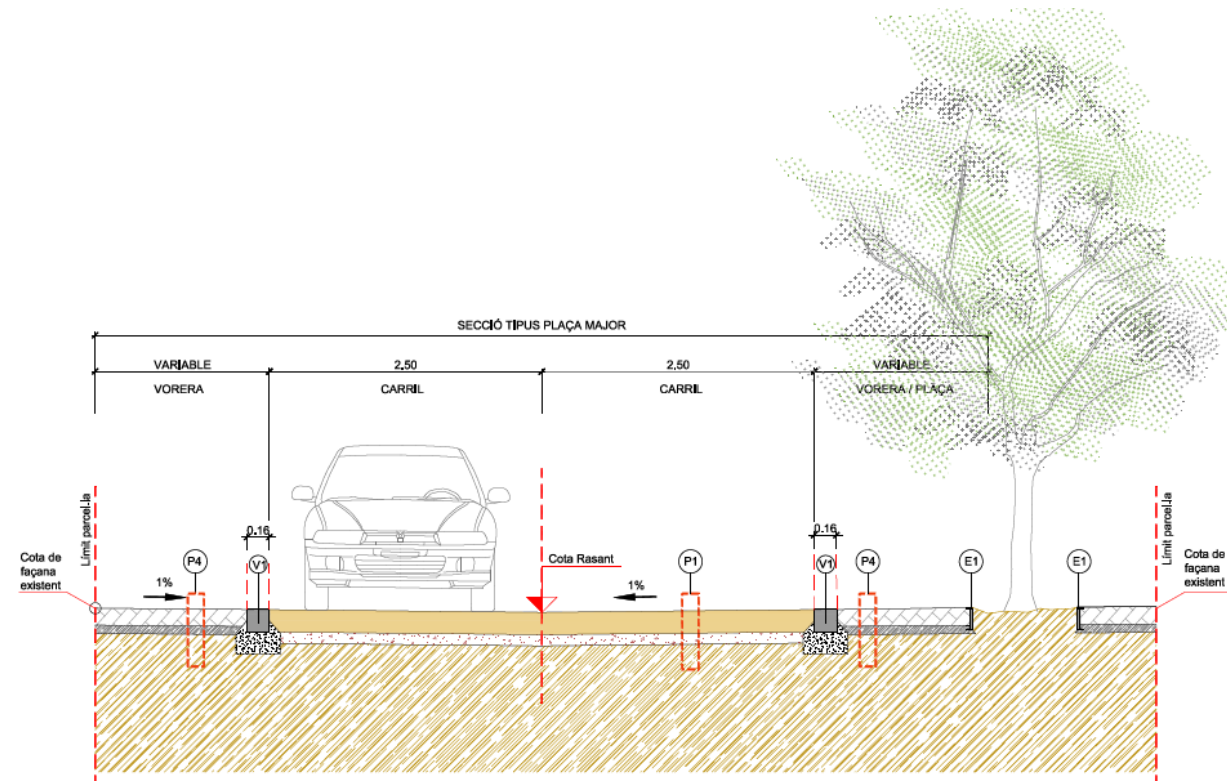 SECCIÓ TIPUS PLAÇA MAJOR
VARIABLE
2,50
2,50
VARIABLE
VORERA
CARRIL
CARRIL
VORERA / PLAÇA
Límit parcel.la
Límit parcel.la
0.16
0.16
Cota de
façana
existent
P4
V1
Cota Rasant
P1
V1
P4
E1
E1
Cota de
façana
existent
1%
1%